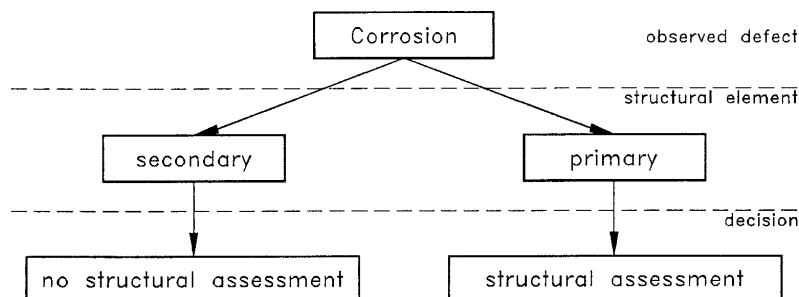 Corrosion
observed defect
structural element
secondary
primary
decision
no structural assessment
structural assessment